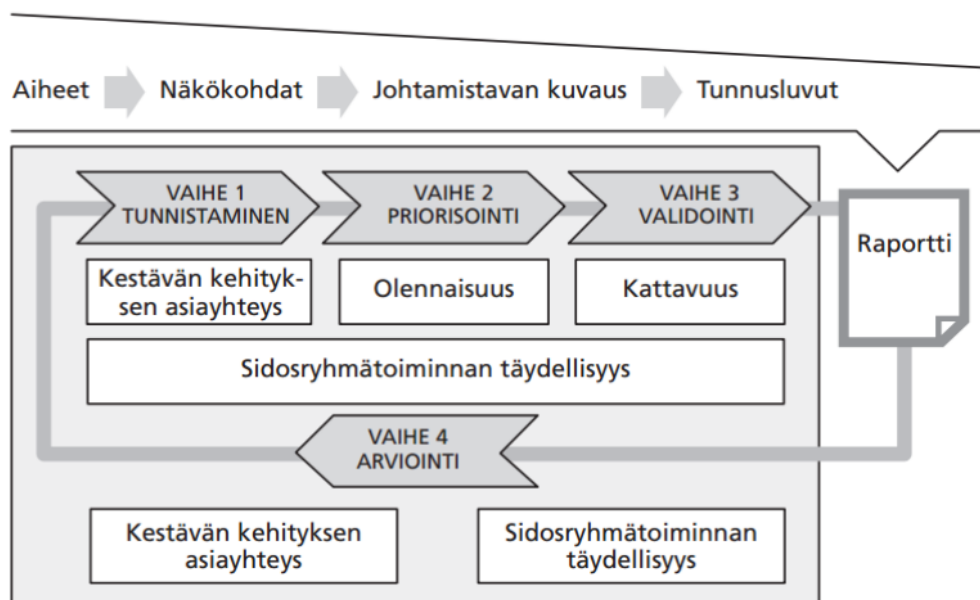 Aiheet Näkökohdat Johtamistavan kuvaus Tunnusluvut
VAIHE 1
TUNNISTAMINEN
VAIHE 2
PRIORISOINTI
VAIHE 3
VALIDOINTI
Raportti
Kestävän kehityk-
sen asiayhteys
Olennaisuus
Kattavuus
Sidosryhmätoiminnan täydellisyys
VAIHE 4
ARVIOINTI
Kestävän kehityksen
asiayhteys
Sidosryhmätoiminnan
täydellisyys